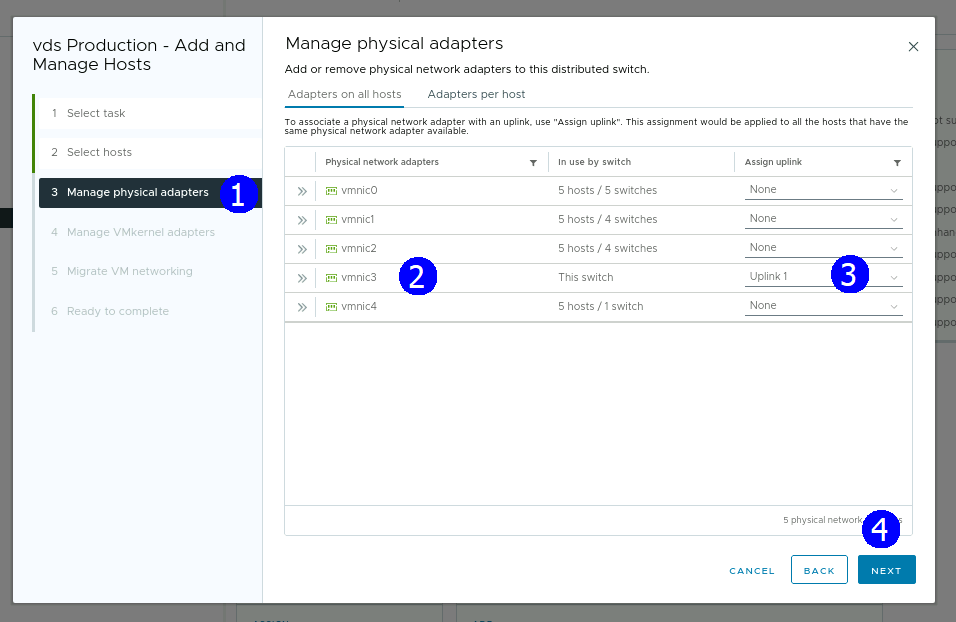 vds Production - Add and
Manage Hosts
1 Select task
2 Select hosts
3 Manage physical adapters
4 Manage VMkernel adapters
5 Migrate VM networking
6 Ready to complete
1
Manage physical adapters
Add or remove physical network adapters to this distributed switch.
Adapters on all hosts Adapters per host
To associate a physical network adapter with an uplink, use "Assign uplink". This assignment would be applied to all the hosts that have the
same physical network adapter available.
Physical network adapters In use by switch Assign uplink
vmnic0 5 hosts / 5 switches None
vmnic1 5 hosts / 4 switches None
vmnic2 5 hosts / 4 switches None
vmnic3 2 This switch Uplink 1 3
vmnic4 5 hosts / 1 switch None
5 physical network
4
CANCEL BACK NEXT